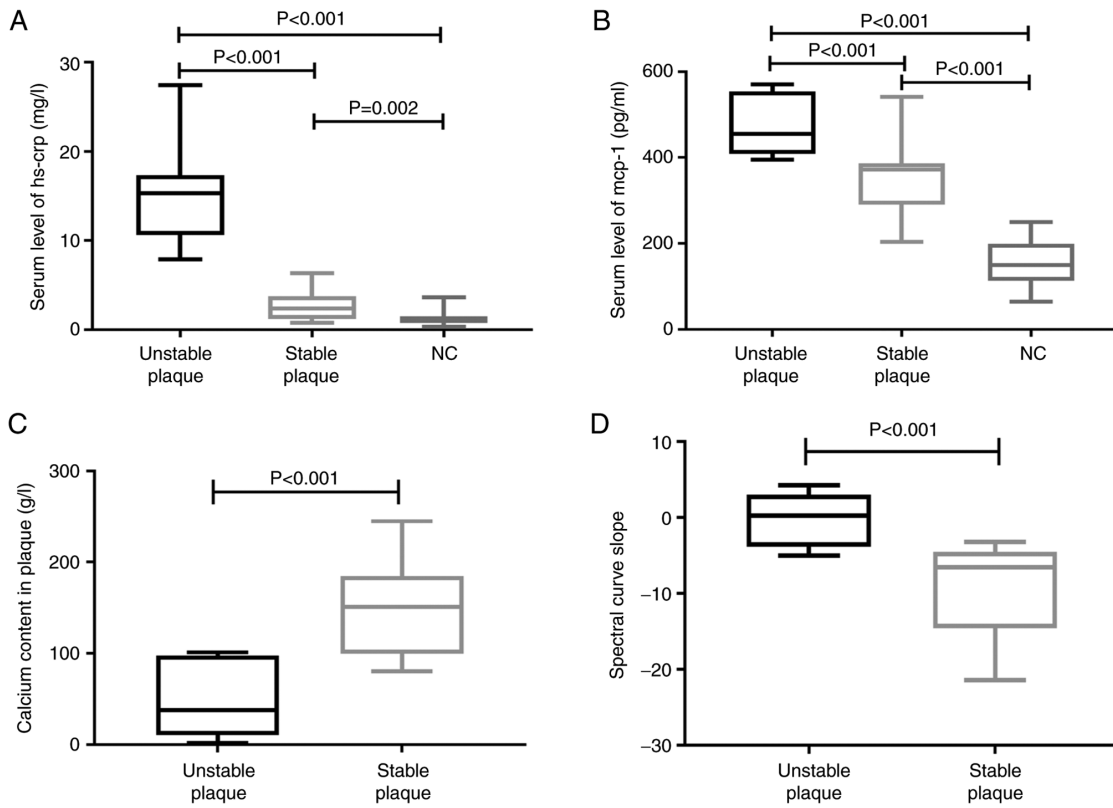 A
P<0.001
P<0.001
P=0.002
Serum level of hs-crp (mg/l)
30
20
10
0
Unstable plaque
Stable plaque
NC
B
P<0.001
P<0.001
P<0.001
Serum level of mcp-1 (pg/ml)
600
400
200
0
Unstable plaque
Stable plaque
NC
C
P<0.001
Calcium content in plaque (g/l)
300
200
100
0
Unstable plaque
Stable plaque
D
P<0.001
Spectral curve slope
10
0
−10
−20
−30
Unstable plaque
Stable plaque